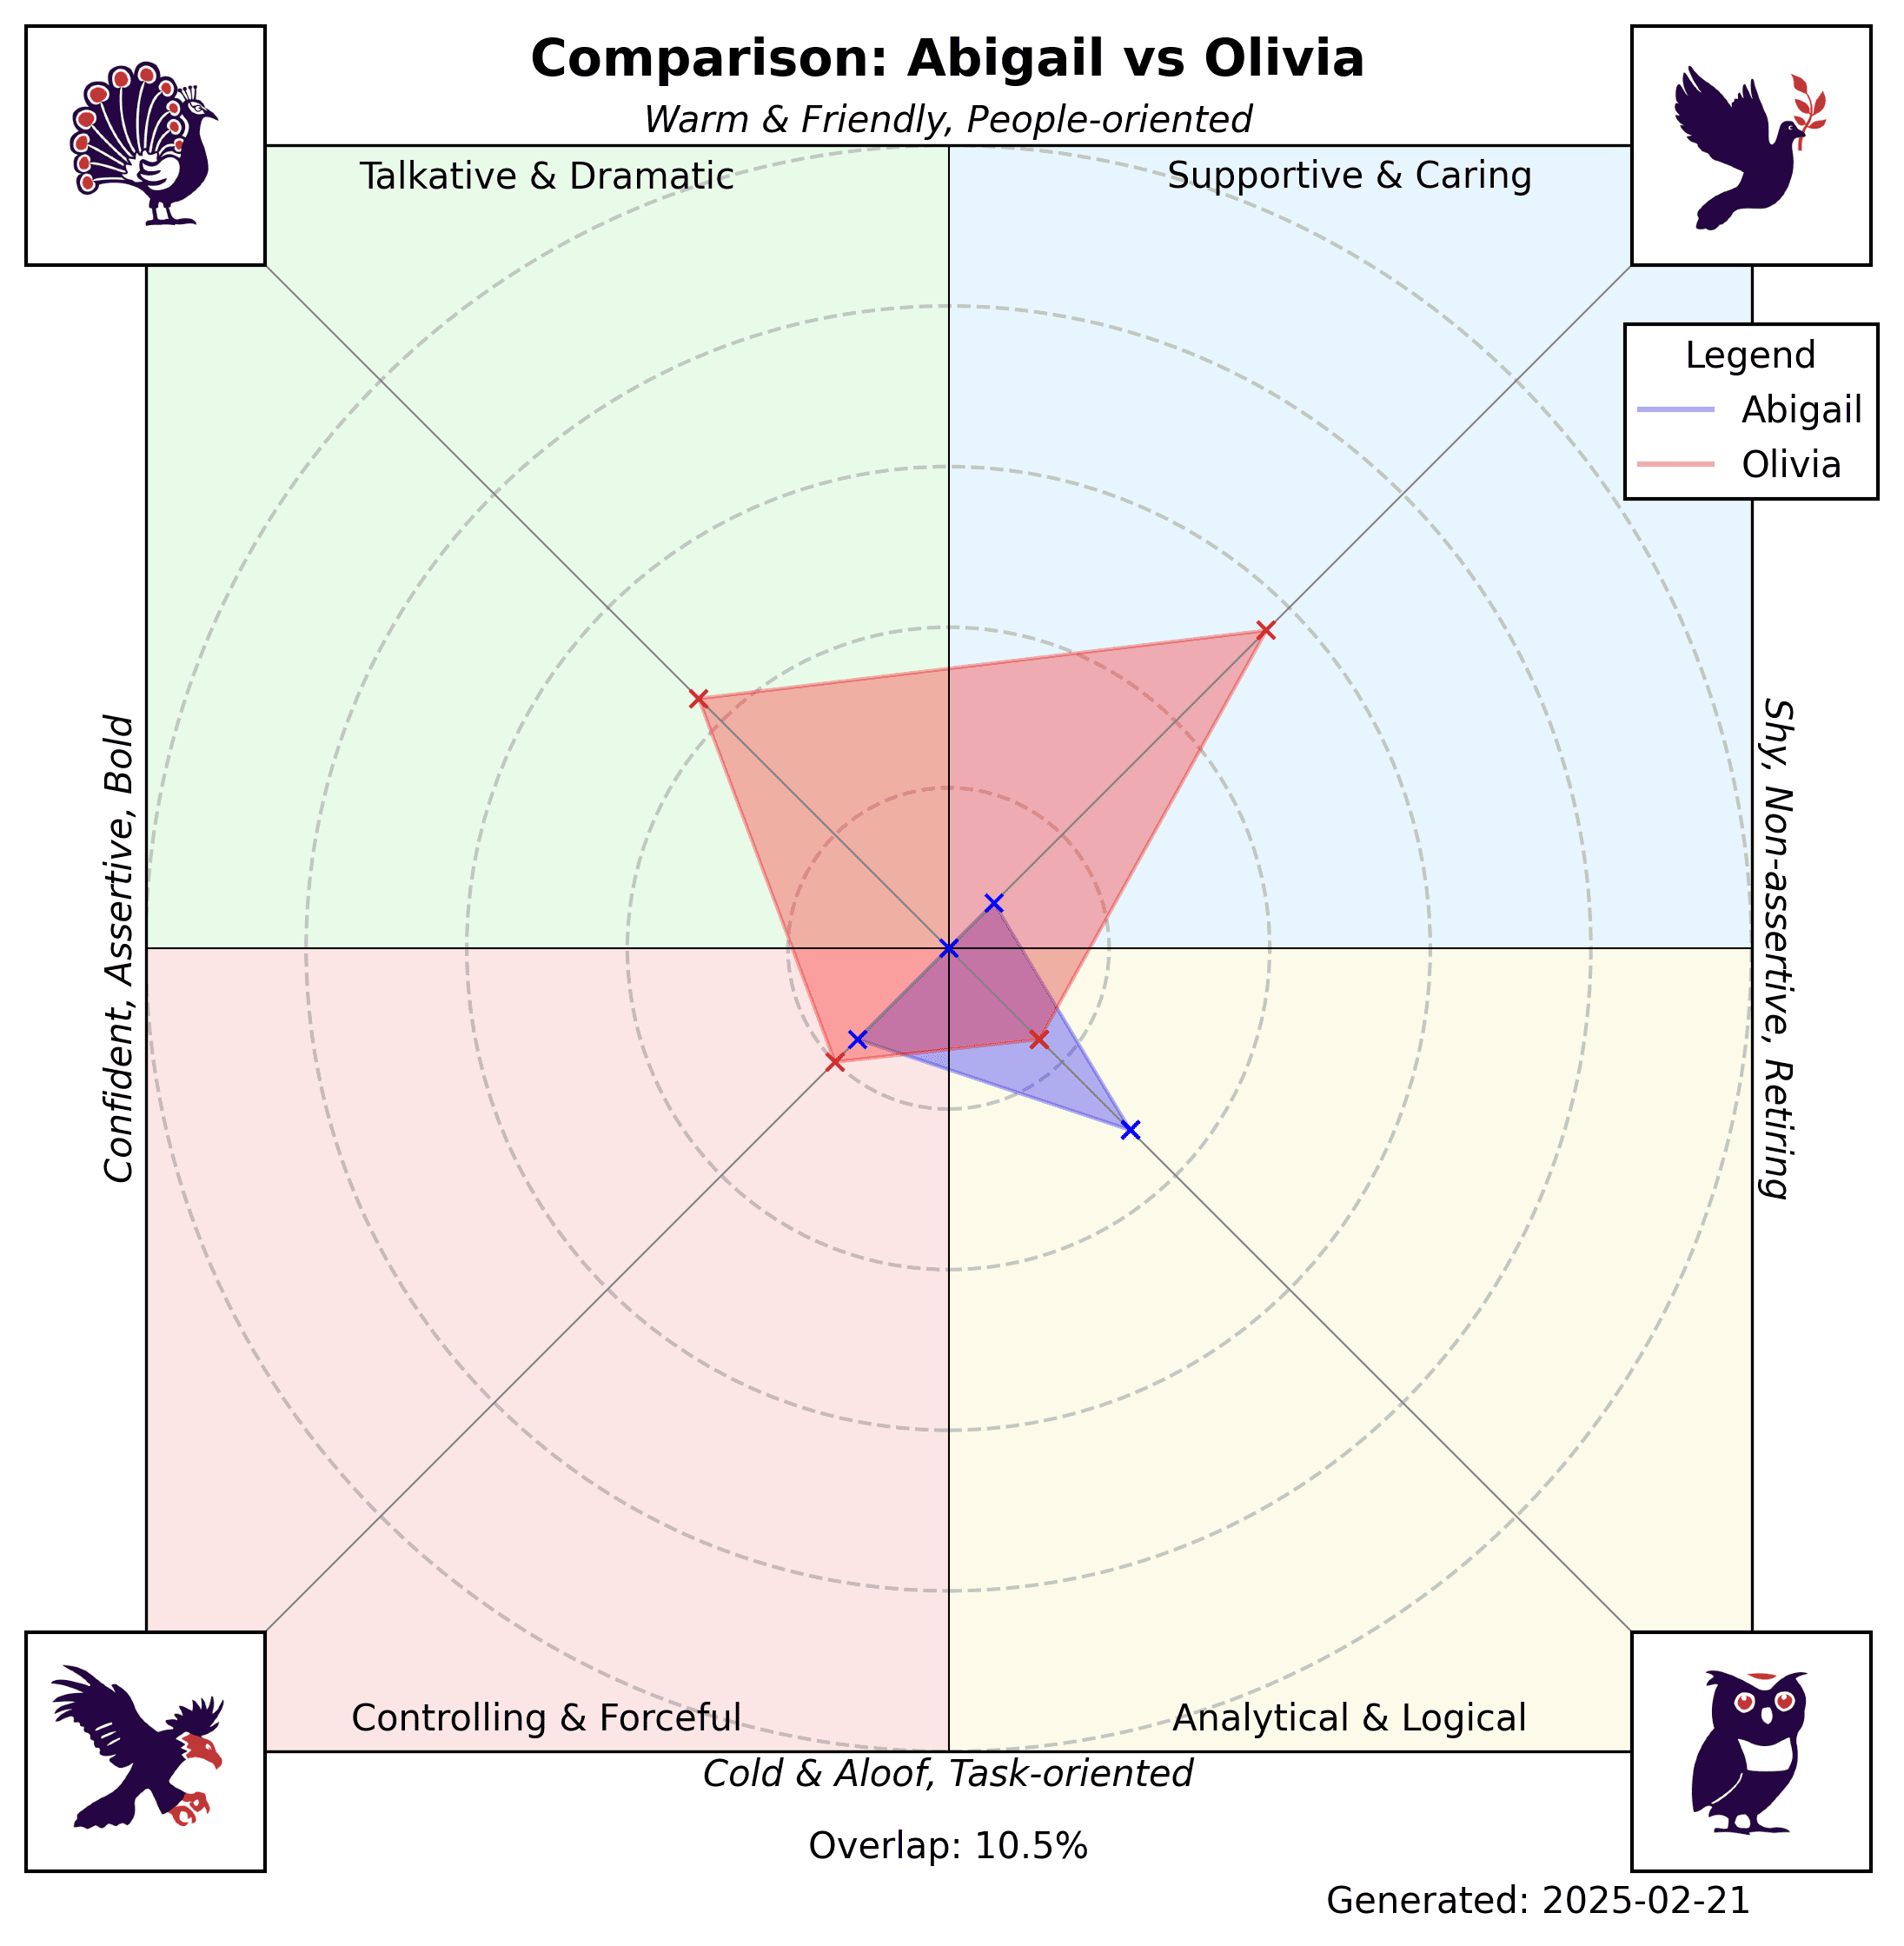 Comparison: Abigail vs Olivia
Warm & Friendly, People-oriented
Talkative & Dramatic
Supportive & Caring
Legend
Abigail
Olivia
Confident, Assertive, Bold
Shy, Non-assertive, Retiring
Controlling & Forceful
Analytical & Logical
Cold & Aloof, Task-oriented
Overlap: 10.5%
Generated: 2025-02-21